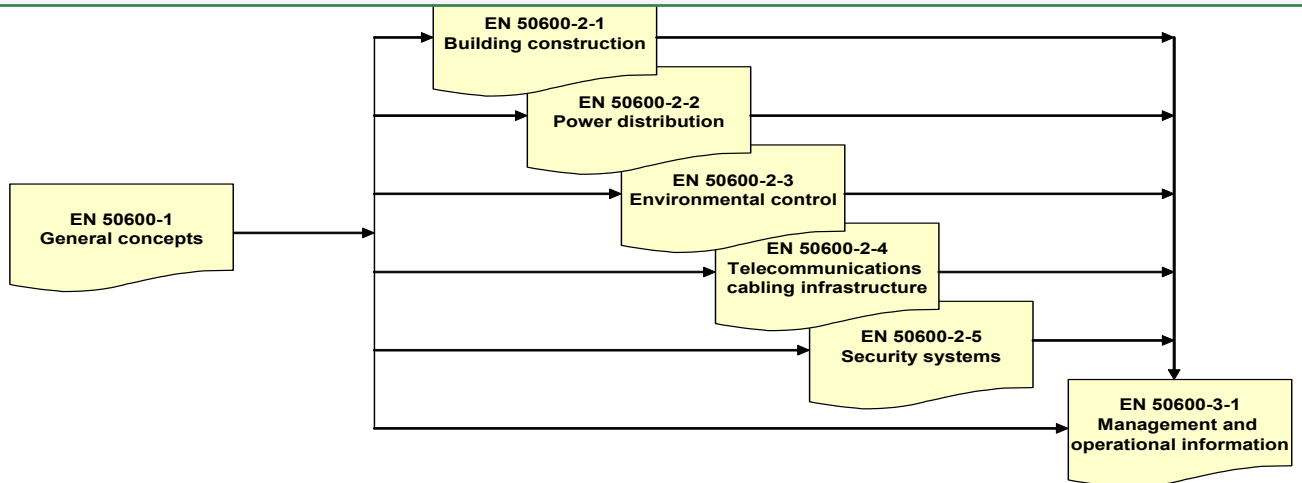 EN 50600-2-1
Building construction
EN 50600-2-2
Power distribution
EN 50600-2-3
Environmental control
EN 50600-1
General concepts
EN 50600-2-4
Telecommunications
cabling infrastructure
EN 50600-2-5
Security systems
EN 50600-3-1
Management and
operational information